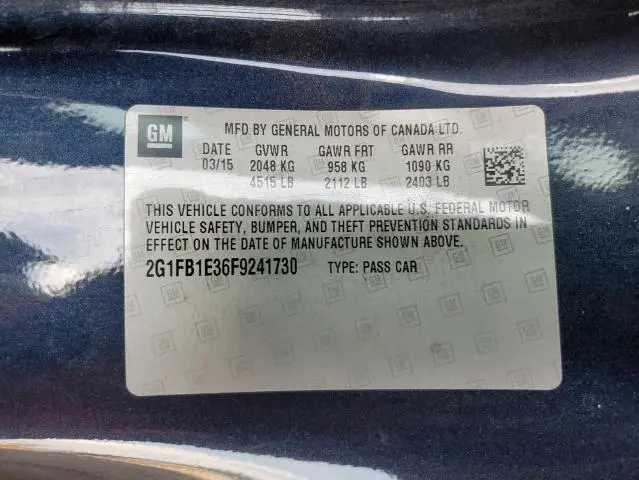 GM
MFD BY GENERAL MOTORS OF CANADA LTD.
DATE GVWR GAWR FRT GAWR RR
03/15 2048 KG 958 KG 1090 KG
4515 LB 2112 LB 2403 LB
THIS VEHICLE CONFORMS TO ALL APPLICABLE U.S. FEDERAL MOTOR
VEHICLE SAFETY, BUMPER, AND THEFT PREVENTION STANDARDS IN
EFFECT ON THE DATE OF MANUFACTURE SHOWN ABOVE.
2G1FB1E36F9241730 TYPE: PASS CAR